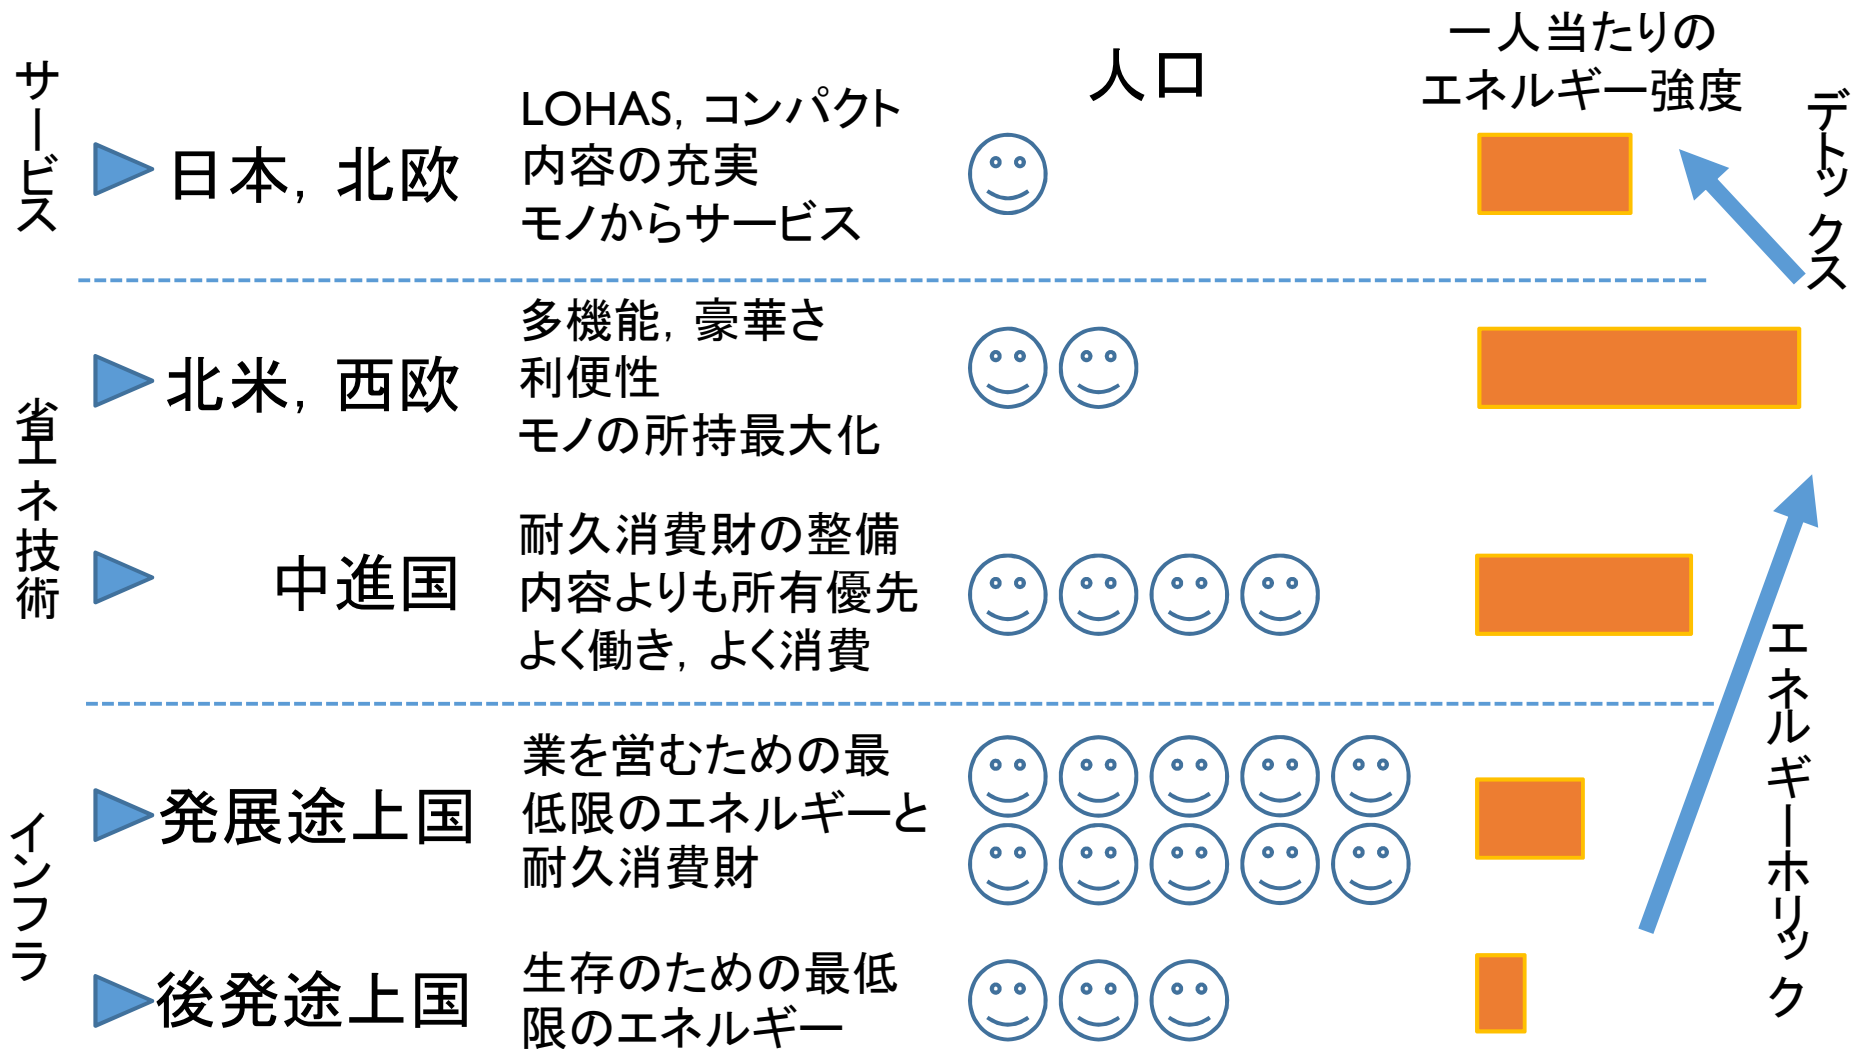 人口
一人当たりの
エネルギー強度
サービス
日本, 北欧
LOHAS, コンパクト
内容の充実
モノからサービス
デトックス
省エネ技術
北米, 西欧
多機能, 豪華さ
利便性
モノの所持最大化
中進国
耐久消費財の整備
内容よりも所有優先
よく働き, よく消費
エネルギーホリック
インフラ
発展途上国
業を営むための最
低限のエネルギーと
耐久消費財
後発途上国
生存のための最低
限のエネルギー